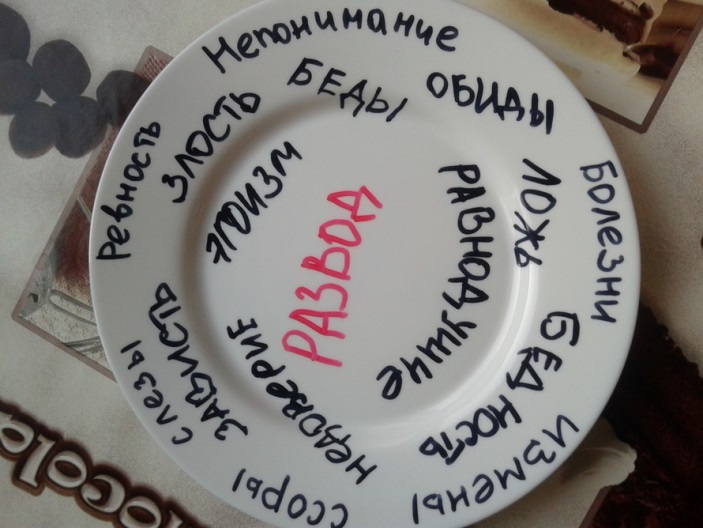 Непонимание
БЕДЫ
ОБИДЫ
ЗЛОСТЬ
Ревность
ЭГОИЗМ
ЛОЖЬ
Болезни
РАВНОДУШИЕ
РАЗВОД
БЕДНОСТЬ
ЗАВИСТЬ
слезы
НЕДОВЕРИЕ
Измены
ссоры